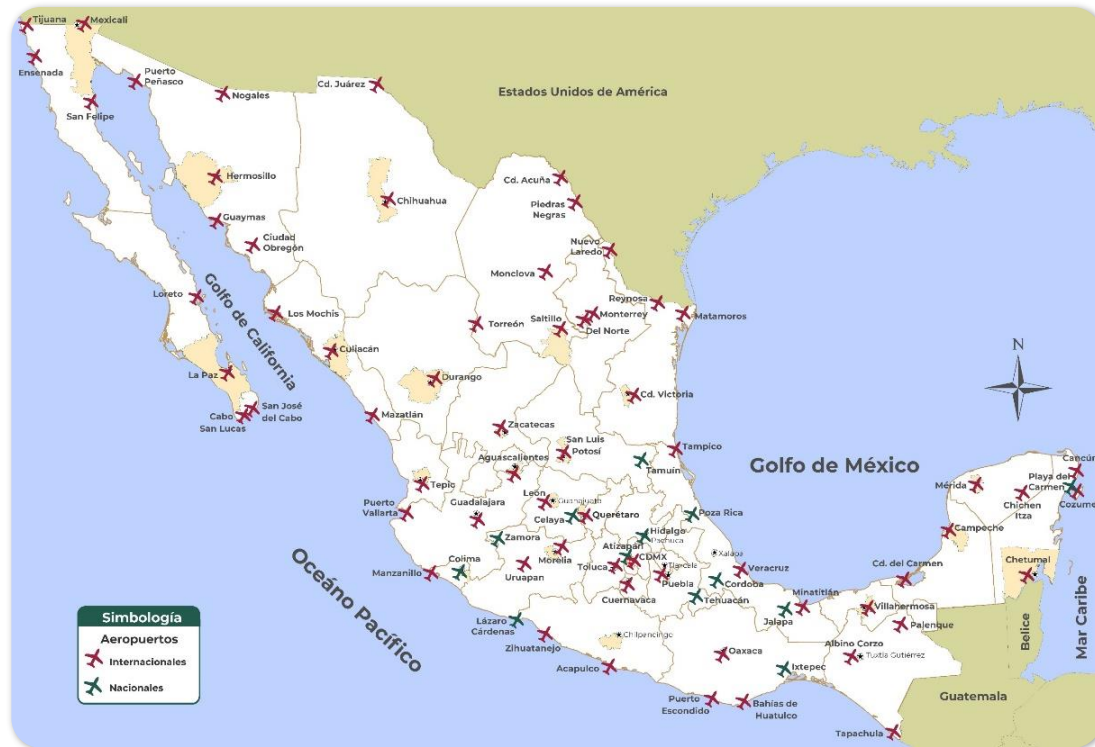 Tijuana
Mexicali
Ensenada
Puerto
Peñasco
San Felipe
Nogales
Cd. Juárez
Estados Unidos de América
Hermosillo
Chihuahua
Cd. Acuña
Piedras
Negras
Guaymas
Ciudad
Obregón
Nuevo
Laredo
Monclova
Loreto
Golfo de California
Los Mochis
Torreón
Saltillo
Reynosa
Monterrey
Del Norte
Matamoros
Culiacán
La Paz
Durango
Cd. Victoria
N
Cabo
San Lucas
San José
del Cabo
Mazatlán
Zacatecas
San Luis
Potosí
Tampico
Aguascalientes
Tamuín
Golfo de México
Cancún
Playa del
Carmen
Cozumel
Mérida
Chichen
Itza
Tepic
Puerto
Vallarta
Guadalajara
León
Guanajuato
Celaya
Querétaro
Poza Rica
Hidalgo
Pachuca
Campeche
Zamora
Atizapán
CDMX
Xalapa
Morelia
Toluca
Tlaxcala
Puebla
Veracruz
Cd. del Carmen
Chetumal
Manzanillo
Colima
Uruapan
Cuernavaca
Cordoba
Tehuacán
Minatitlán
Jalapa
Villahermosa
Palenque
Océano Pacífico
Lázaro
Cárdenas
Zihuatanejo
Chilpancingo
Oaxaca
Albino Corzo
Tuxtla Gutiérrez
Ixtepec
Acapulco
Puerto
Escondido
Bahías de
Huatulco
Tapachula
Belice
Mar Caribe
Guatemala
Simbología
Aeropuertos
Internacionales
Nacionales